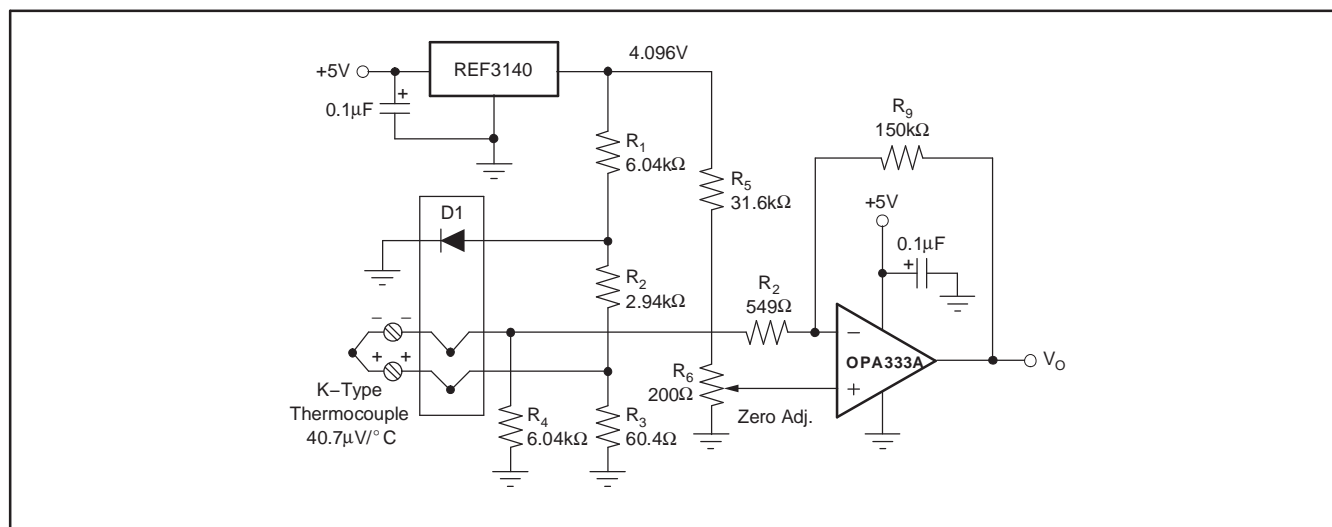 4.096V
+5V
REF3140
+
0.1μF
R1
6.04kΩ
R5
31.6kΩ
R9
150kΩ
+5V
0.1μF
+
D1
R2
2.94kΩ
R2
549Ω
− −
+ +
K−Type
Thermocouple
40.7μV/°C
R4
6.04kΩ
R3
60.4Ω
R6
200Ω
Zero Adj.
−
OPA333A
+
VO